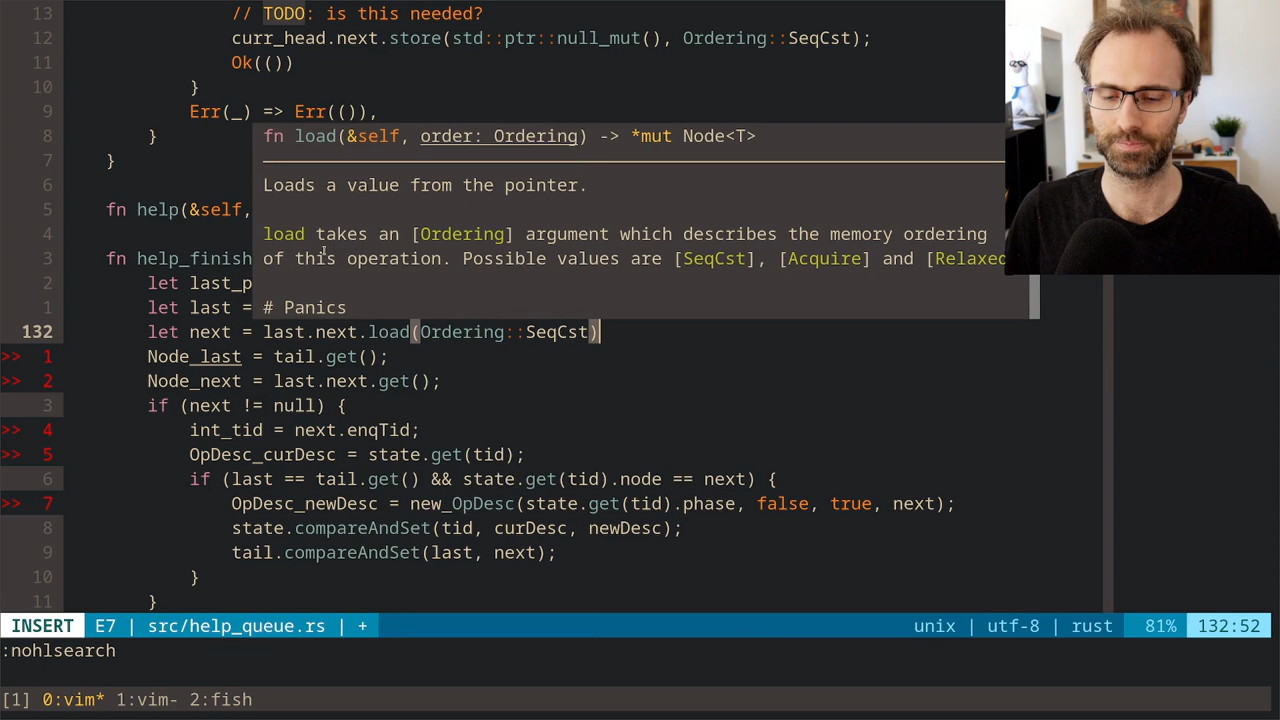 13 // TODO: is this needed?
12 curr_head.next.store(std::ptr::null_mut(), Ordering::SeqCst);
11 Ok(())
10 }
9 Err(_) => Err(()),
8 }
fn load(&self, order: Ordering) -> *mut Node<T>
7 }
6 Loads a value from the pointer.
5 fn help(&self,
4 load takes an [Ordering] argument which describes the memory ordering
3 fn help_finish of this operation. Possible values are [SeqCst], [Acquire] and [Relaxed
2 let last_p
1 let last = # Panics
132 let next = last.next.load(Ordering::SeqCst)
>> 1 Node_last = tail.get();
>> 2 Node_next = last.next.get();
3 if (next != null) {
>> 4 int_tid = next.enqTid;
>> 5 OpDesc_curDesc = state.get(tid);
6 if (last == tail.get() && state.get(tid).node == next) {
>> 7 OpDesc_newDesc = new_OpDesc(state.get(tid).phase, false, true, next);
8 state.compareAndSet(tid, curDesc, newDesc);
9 tail.compareAndSet(last, next);
10 }
11 }
INSERT E7 | src/help_queue.rs | + unix | utf-8 | rust 81% 132:52
:nohlsearch
[1] 0:vim* 1:vim- 2:fish